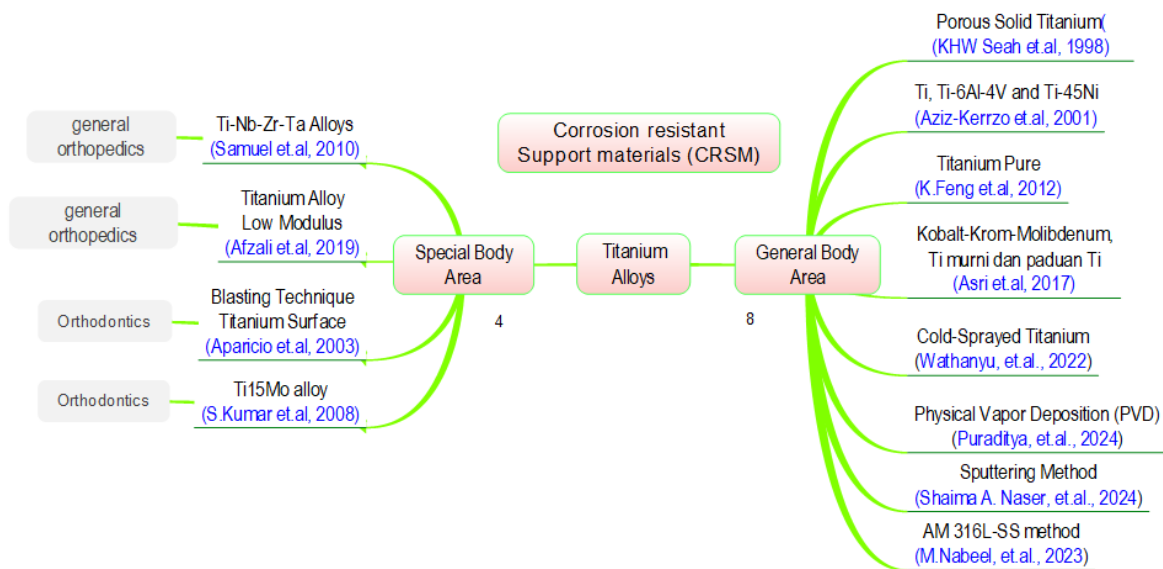 Corrosion resistant
Support materials (CRSM)
general
orthopedics
Ti-Nb-Zr-Ta Alloys
(Samuel et.al, 2010)
general
orthopedics
Titanium Alloy
Low Modulus
(Afzali et.al, 2019)
Orthodontics
Blasting Technique
Titanium Surface
(Aparicio et.al, 2003)
Orthodontics
Ti15Mo alloy
(S.Kumar et.al, 2008)
Special Body
Area
4
Titanium
Alloys
General Body
Area
8
Porous Solid Titanium(
(KHW Seah et.al, 1998)
Ti, Ti-6Al-4V and Ti-45Ni
(Aziz-Kerrzo et.al, 2001)
Titanium Pure
(K.Feng et.al, 2012)
Kobalt-Krom-Molibdenum,
Ti murni dan paduan Ti
(Asri et.al, 2017)
Cold-Sprayed Titanium
(Wathanyu, et.al., 2022)
Physical Vapor Deposition (PVD)
(Puraditya, et.al., 2024)
Sputtering Method
(Shaima A. Naser, et.al., 2024)
AM 316L-SS method
(M.Nabeel, et.al., 2023)